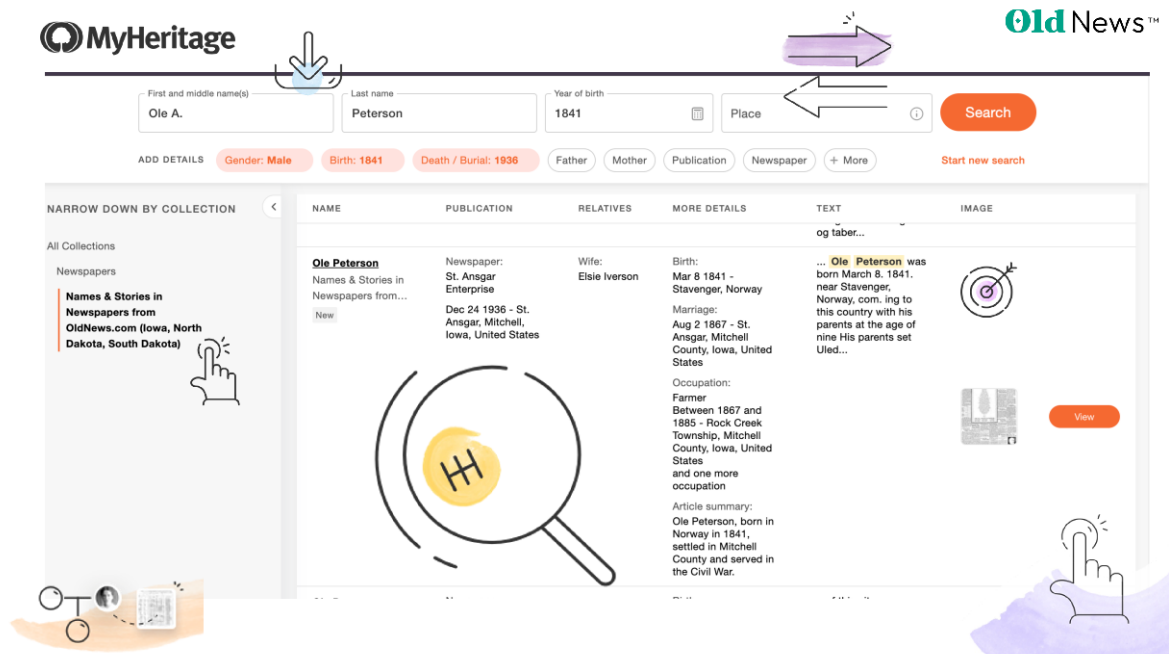 MyHeritage
Old News™
First and middle name(s)
Ole A.
Last name
Peterson
Year of birth
1841
Place
Search
ADD DETAILS
Gender: Male
Birth: 1841
Death / Burial: 1936
Father
Mother
Publication
Newspaper
+ More
Start new search
NARROW DOWN BY COLLECTION
All Collections
Newspapers
Names & Stories in
Newspapers from
OldNews.com (Iowa, North
Dakota, South Dakota)
NAME
PUBLICATION
RELATIVES
MORE DETAILS
TEXT
IMAGE
og taber...
Ole Peterson
Names & Stories in
Newspapers from...
New
Newspaper:
St. Ansgar
Enterprise
Dec 24 1936 - St.
Ansgar, Mitchell,
Iowa, United States
Wife:
Elsie Iverson
Birth:
Mar 8 1841 -
Stavenger, Norway
Marriage:
Aug 2 1867 - St.
Ansgar, Mitchell
County, Iowa, United
States
Occupation:
Farmer
Between 1867 and
1885 - Rock Creek
Township, Mitchell
County, Iowa, United
States
and one more
occupation
Article summary:
Ole Peterson, born in
Norway in 1841,
settled in Mitchell
County and served in
the Civil War.
... Ole Peterson was
born March 8. 1841.
near Stavenger,
Norway, com. ing to
this country with his
parents at the age of
nine His parents set
Uled...
View